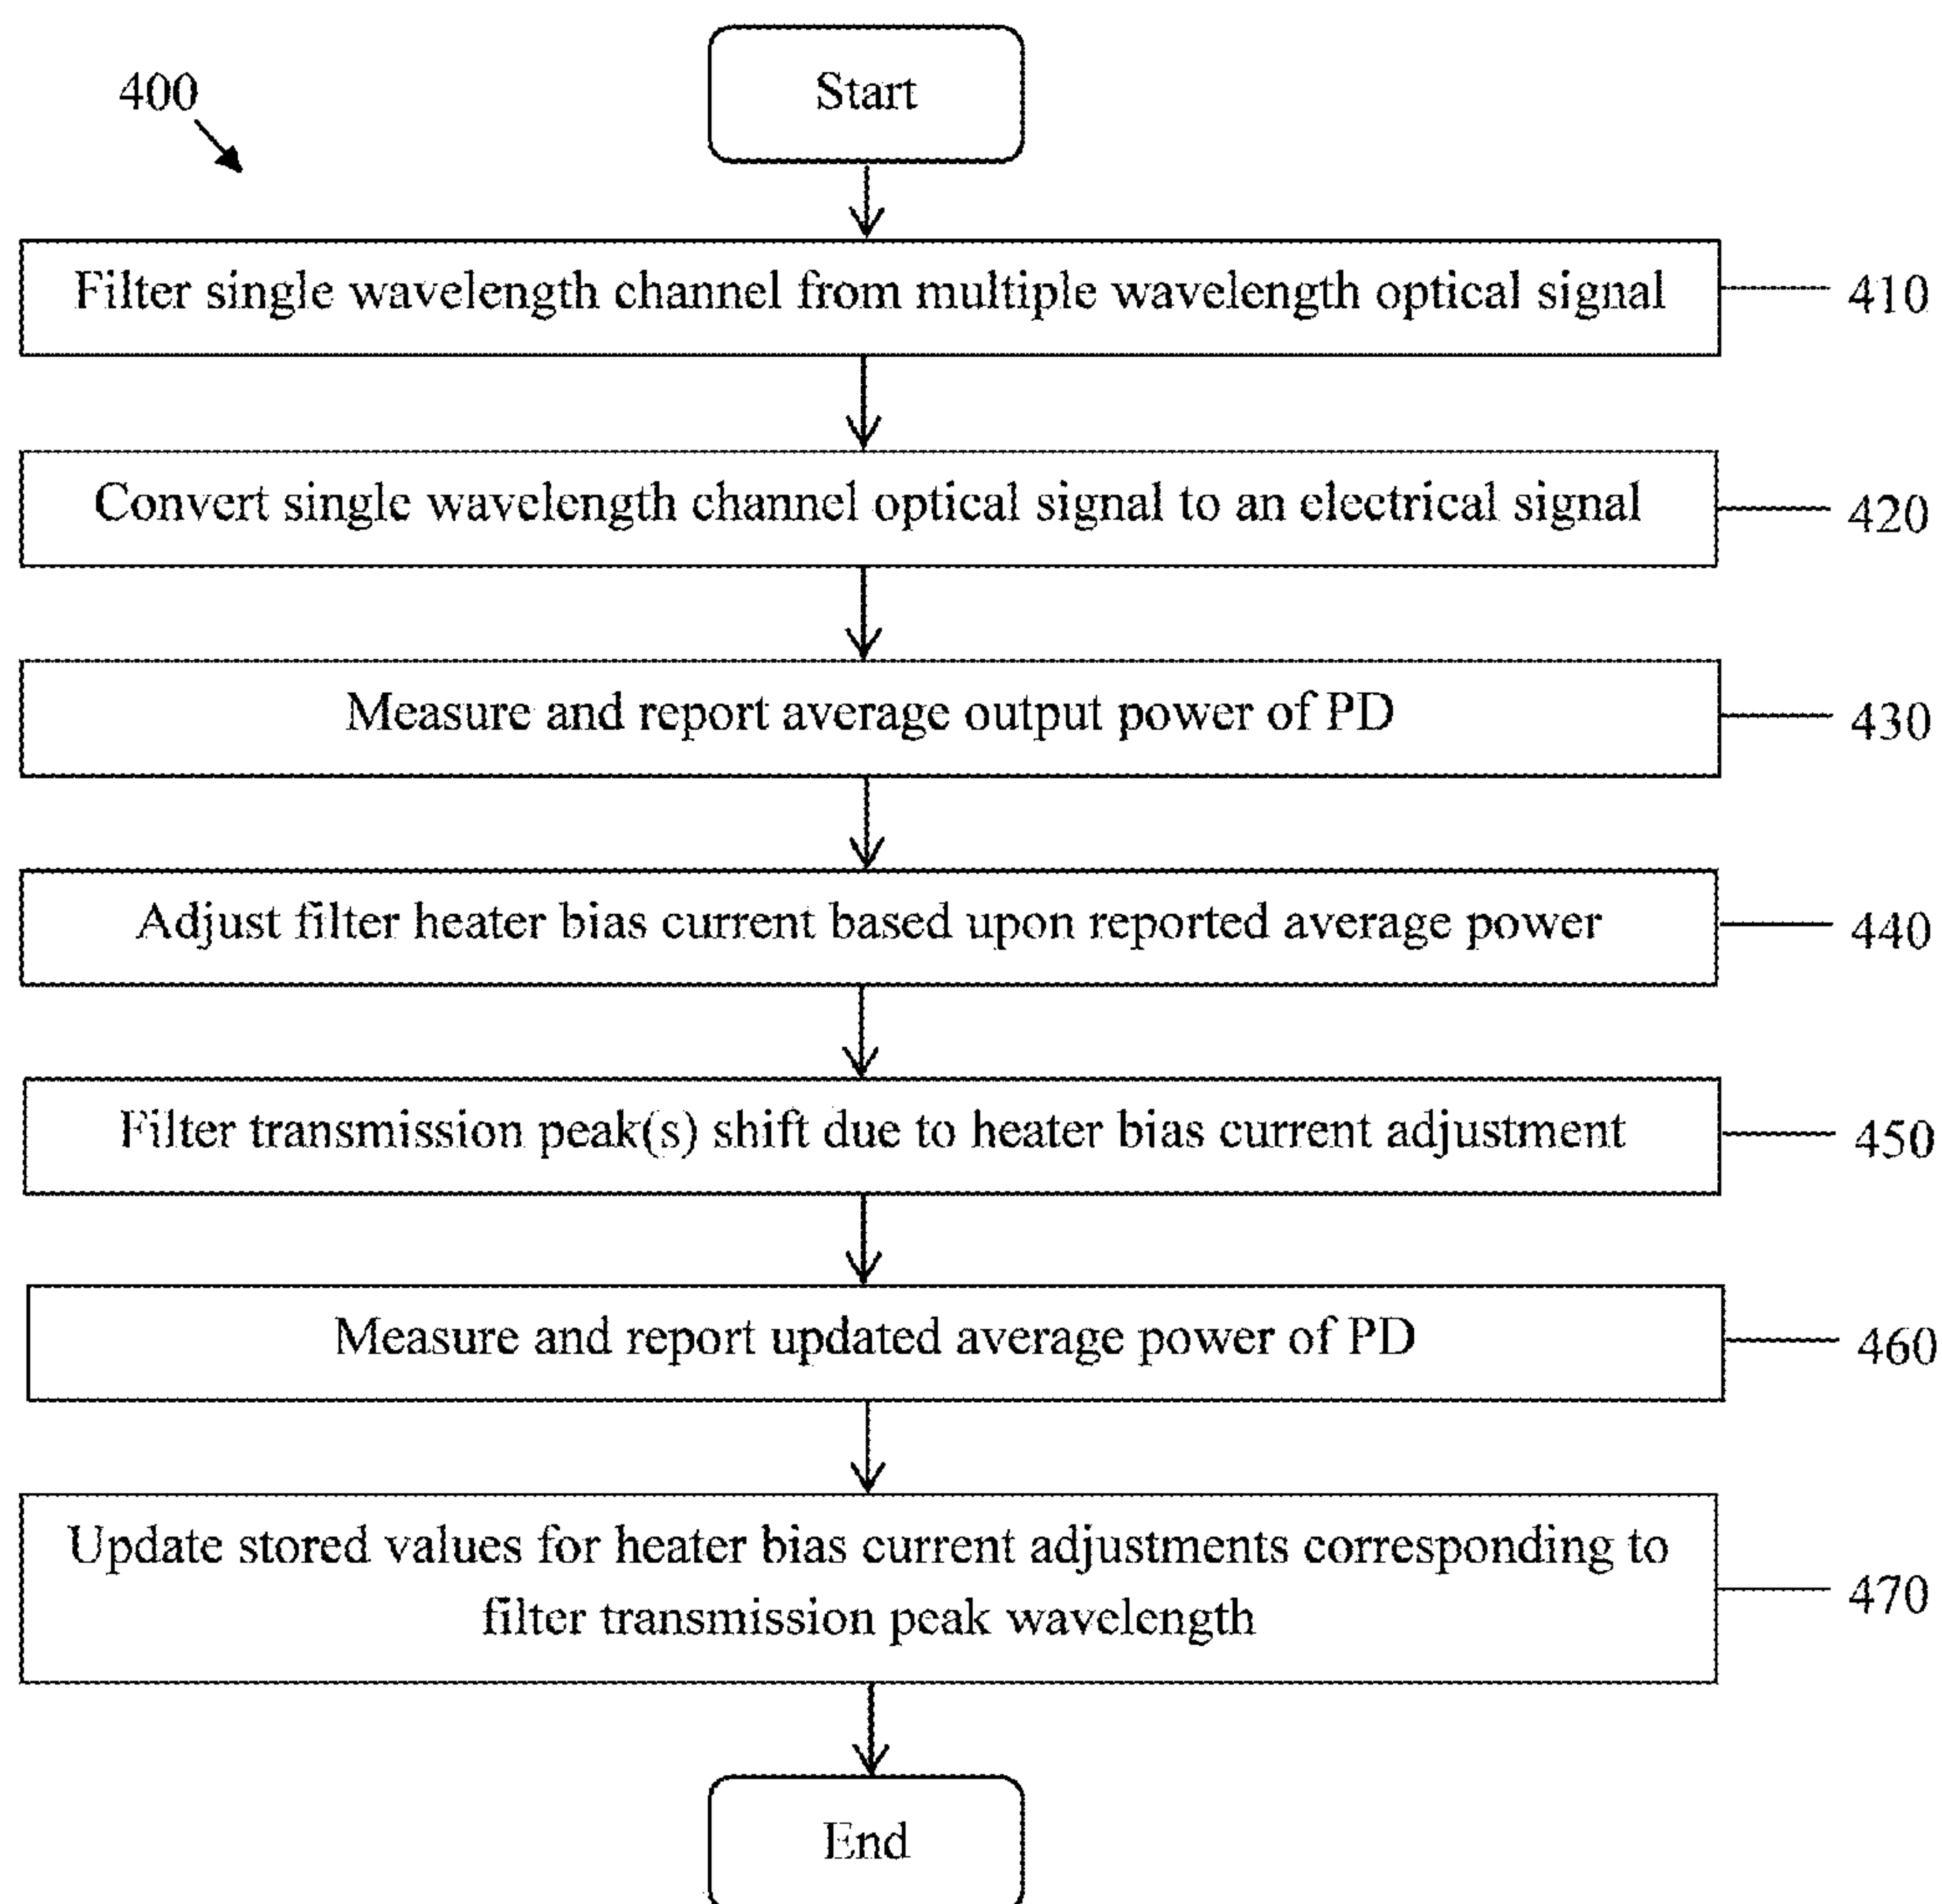 400
Start
Filter single wavelength channel from multiple wavelength optical signal
410
Convert single wavelength channel optical signal to an electrical signal
420
Measure and report average output power of PD
430
Adjust filter heater bias current based upon reported average power
440
Filter transmission peak(s) shift due to heater bias current adjustment
450
Measure and report updated average power of PD
460
Update stored values for heater bias current adjustments corresponding to
filter transmission peak wavelength
470
End